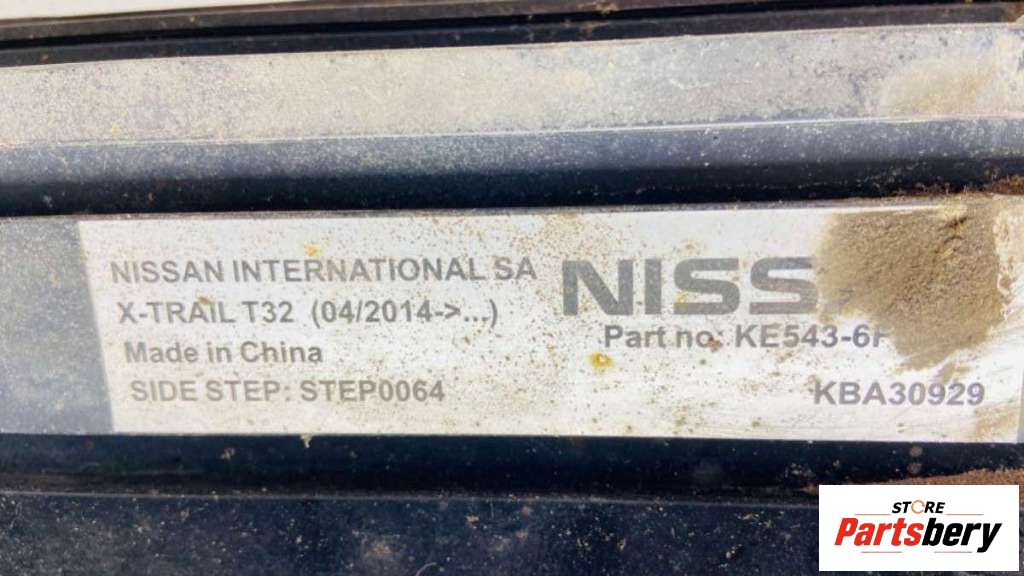 NISSAN INTERNATIONAL SA
X-TRAIL T32 (04/2014->...)
Made in China
SIDE STEP: STEP0064
NISS
Part no: KE543-6F
KBA30929
STORE
Partsbery